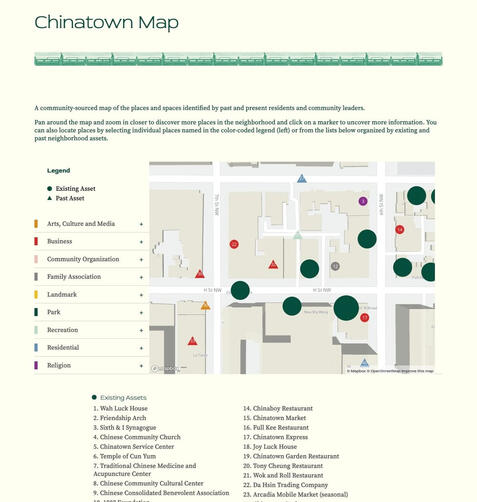 Chinatown Map
A community-sourced map of the places and spaces identified by past and present residents and community leaders.
Pan around the map and zoom in closer to discover more places in the neighborhood and click on a marker to uncover more information. You
can also locate places by selecting individual places named in the color-coded legend (left) or from the lists below organized by existing and
past neighborhood assets.
Legend
Existing Asset
Past Asset
Arts, Culture and Media +
Business +
Community Organization +
Family Association +
Landmark +
Park +
Recreation +
Residential +
Religion +
7th St NW
H St NW
H St NW
22
3
14
12
© Mapbox © OpenStreetMap Improve this map
mapbox
Existing Assets
1. Wah Luck House
2. Friendship Arch
3. Sixth & I Synagogue
4. Chinese Community Church
5. Chinatown Service Center
6. Temple of Cun Yum
7. Traditional Chinese Medicine and
Acupuncture Center
8. Chinese Community Cultural Center
9. Chinese Consolidated Benevolent Association
14. Chinaboy Restaurant
15. Chinatown Market
16. Full Kee Restaurant
17. Chinatown Express
18. Joy Luck House
19. Chinatown Garden Restaurant
20. Tony Cheung Restaurant
21. Wok and Roll Restaurant
22. Da Hsin Trading Company
23. Arcadia Mobile Market (seasonal)